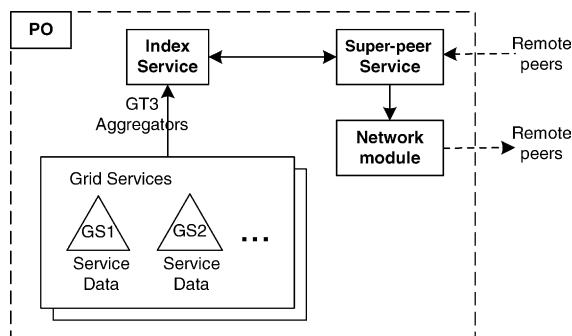 PO
Index
Service
Super-peer
Service
Remote
peers
GT3
Aggregators
Network
module
Remote
peers
Grid Services
GS1
GS2
...
Service
Data
Service
Data